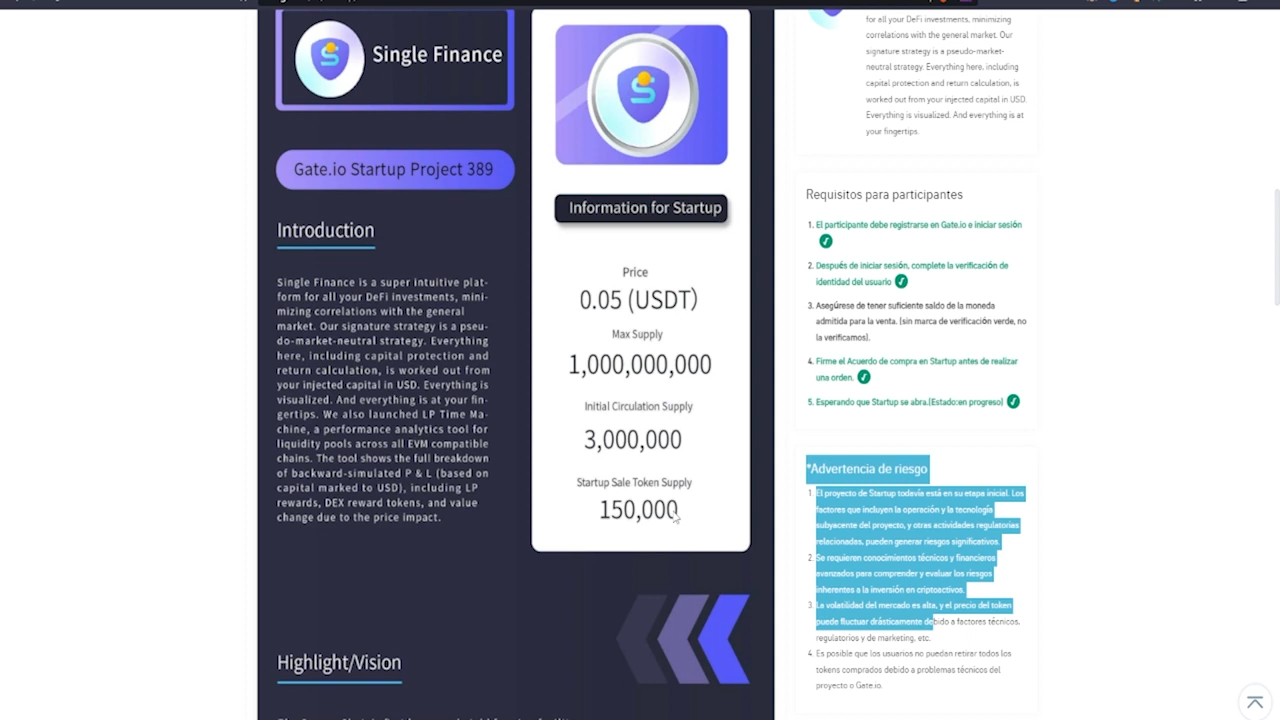 Single Finance
Gate.io Startup Project 389
Introduction
Single Finance is a super intuitive plat-
form for all your DeFi investments, mini-
mizing correlations with the general
market. Our signature strategy is a pseu-
do-market-neutral strategy. Everything
here, including capital protection and
return calculation, is worked out from
your injected capital in USD. Everything is
visualized. And everything is at your fin-
gertips. We also launched LP Time Ma-
chine, a performance analytics tool for
liquidity pools across all EVM compatible
chains. The tool shows the full breakdown
of backward-simulated P & L (based on
capital marked to USD), including LP
rewards, DEX reward tokens, and value
change due to the price impact.
Highlight/Vision
Information for Startup
Price
0.05 (USDT)
Max Supply
1,000,000,000
Initial Circulation Supply
3,000,000
Startup Sale Token Supply
150,000
for all your DeFi investments, minimizing
correlations with the general market. Our
signature strategy is a pseudo-market-
neutral strategy. Everything here, including
capital protection and return calculation, is
worked out from your injected capital in USD.
Everything is visualized. And everything is at
your fingertips.
Requisitos para participantes
1. El participante debe registrarse en Gate.io e iniciar sesión
2. Después de iniciar sesión, complete la verificación de
identidad del usuario
3. Asegúrese de tener suficiente saldo de la moneda
admitida para la venta. (sin marca de verificación verde, no
la verificamos).
4. Firme el Acuerdo de compra en Startup antes de realizar
una orden.
5. Esperando que Startup se abra.(Estado:en progreso)
*Advertencia de riesgo
1 El proyecto de Startup todavía está en su etapa inicial. Los
factores que incluyen la operación y la tecnología
subyacente del proyecto, y otras actividades regulatorias
relacionadas, pueden generar riesgos significativos.
2 Se requieren conocimientos técnicos y financieros
avanzados para comprender y evaluar los riesgos
inherentes a la inversión en criptoactivos.
3. La volatilidad del mercado es alta, y el precio del token
puede fluctuar drásticamente debido a factores técnicos,
regulatorios y de marketing, etc.
4. Es posible que los usuarios no puedan retirar todos los
tokens comprados debido a problemas técnicos del
proyecto o Gate.io.